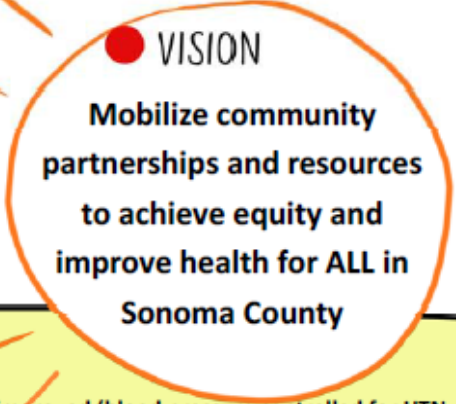 VISION
Mobilize community
partnerships and resources
to achieve equity and
improve health for ALL in
Sonoma County